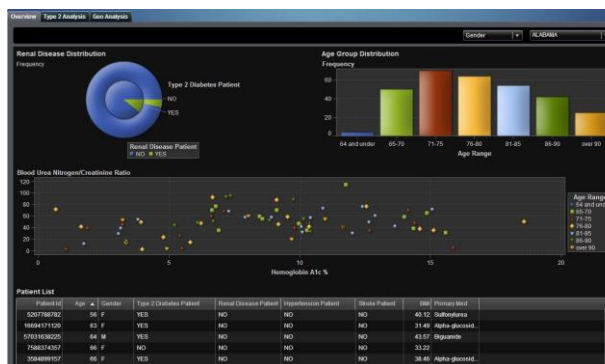 Overview Type 2 Analysis Geo Analysis
Gender ALABAMA
Renal Disease Distribution
Frequency
Type 2 Diabetes Patient
NO
YES
Renal Disease Patient
NO YES
Age Group Distribution
Frequency
60
40
20
0
64 and under 65-70 71-75 76-80 81-85 86-90 over 90
Age Range
Blood Urea Nitrogen/Creatinine Ratio
120
100
80
60
40
20
0
0 5 10 15 20
Hemoglobin A1c %
Age Range
64 and und
65-70
71-75
76-80
81-85
86-90
over 90
Patient List
Patient Id Age Gender Type 2 Diabetes Patient Renal Disease Patient Hypertension Patient Stroke Patient BMI Primary Med
5207788782 56 F YES NO NO NO 40.12 Sulfonylurea
16694171120 63 F YES NO NO NO 31.49 Alpha-glucosid...
57031638225 64 M YES NO NO NO 43.57 Biguanide
7588374357 66 F NO NO NO NO 33.22
3584899157 66 F YES NO NO NO 38.46 Alpha-glucosid...